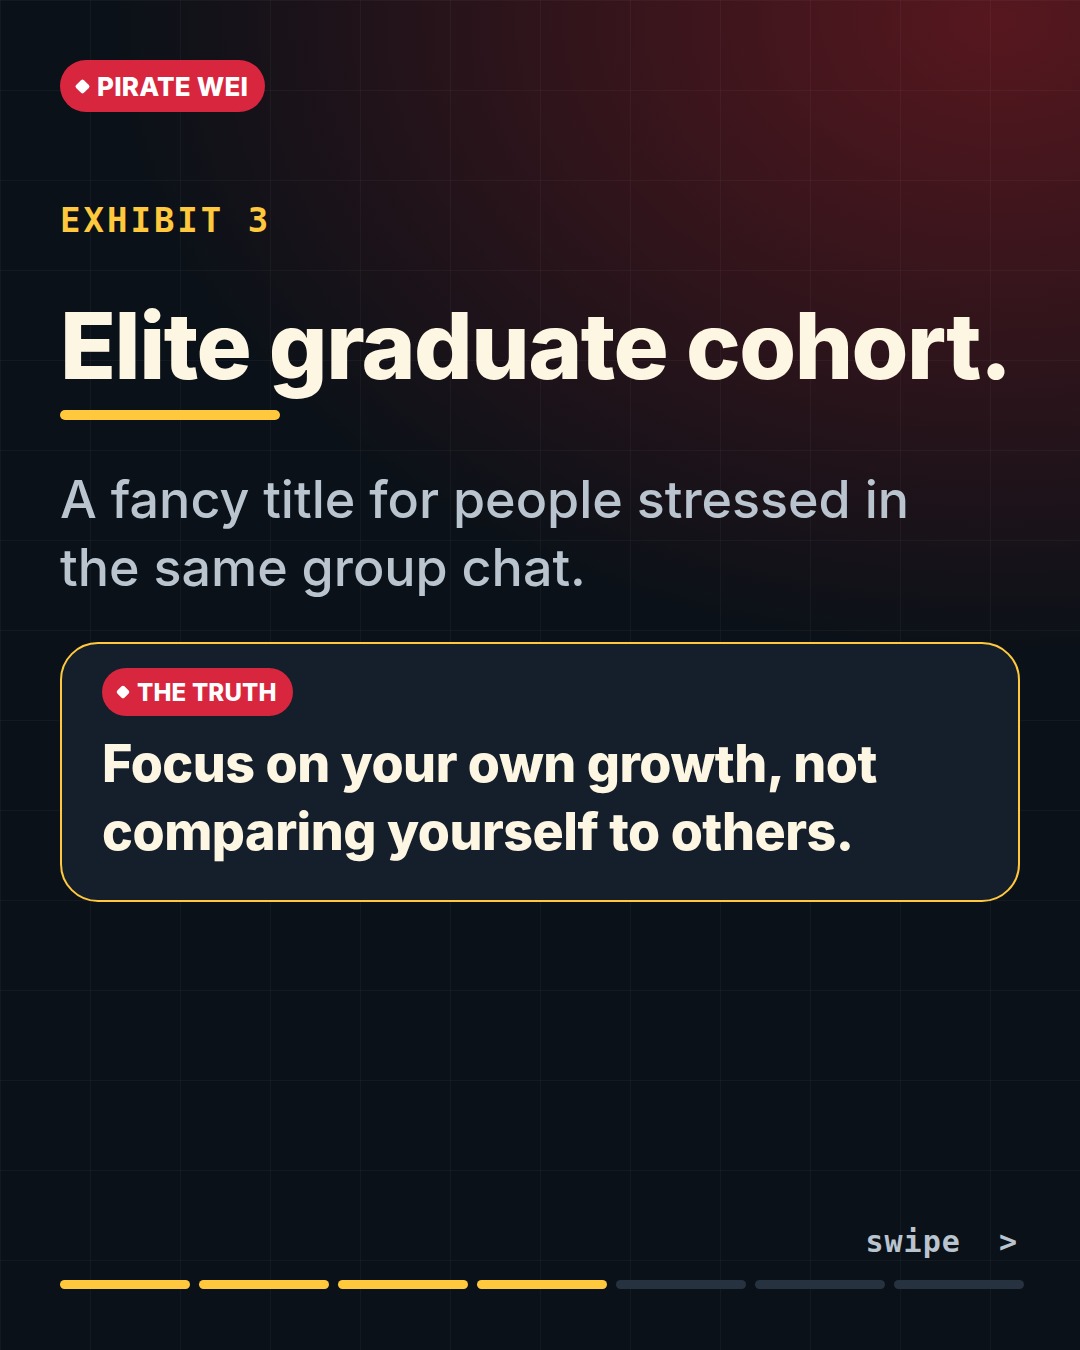 PIRATE WEI
EXHIBIT 3
Elite graduate cohort.
A fancy title for people stressed in
the same group chat.
THE TRUTH
Focus on your own growth, not
comparing yourself to others.
swipe >